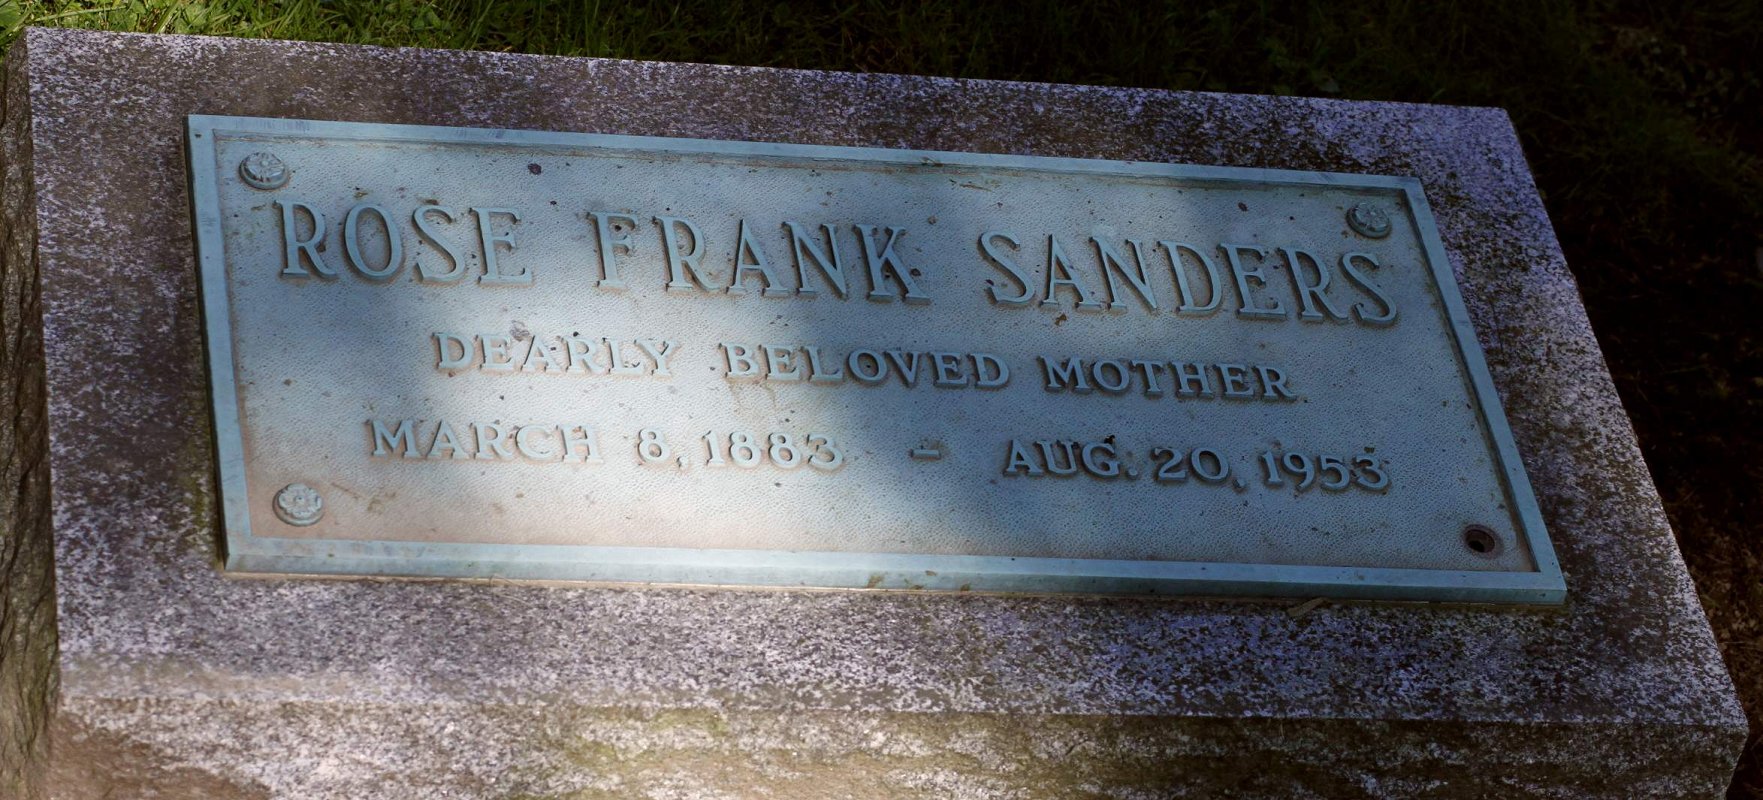 ROSE FRANK SANDERS
DEARLY BELOVED MOTHER
MARCH 8, 1883 - AUG. 20, 1953